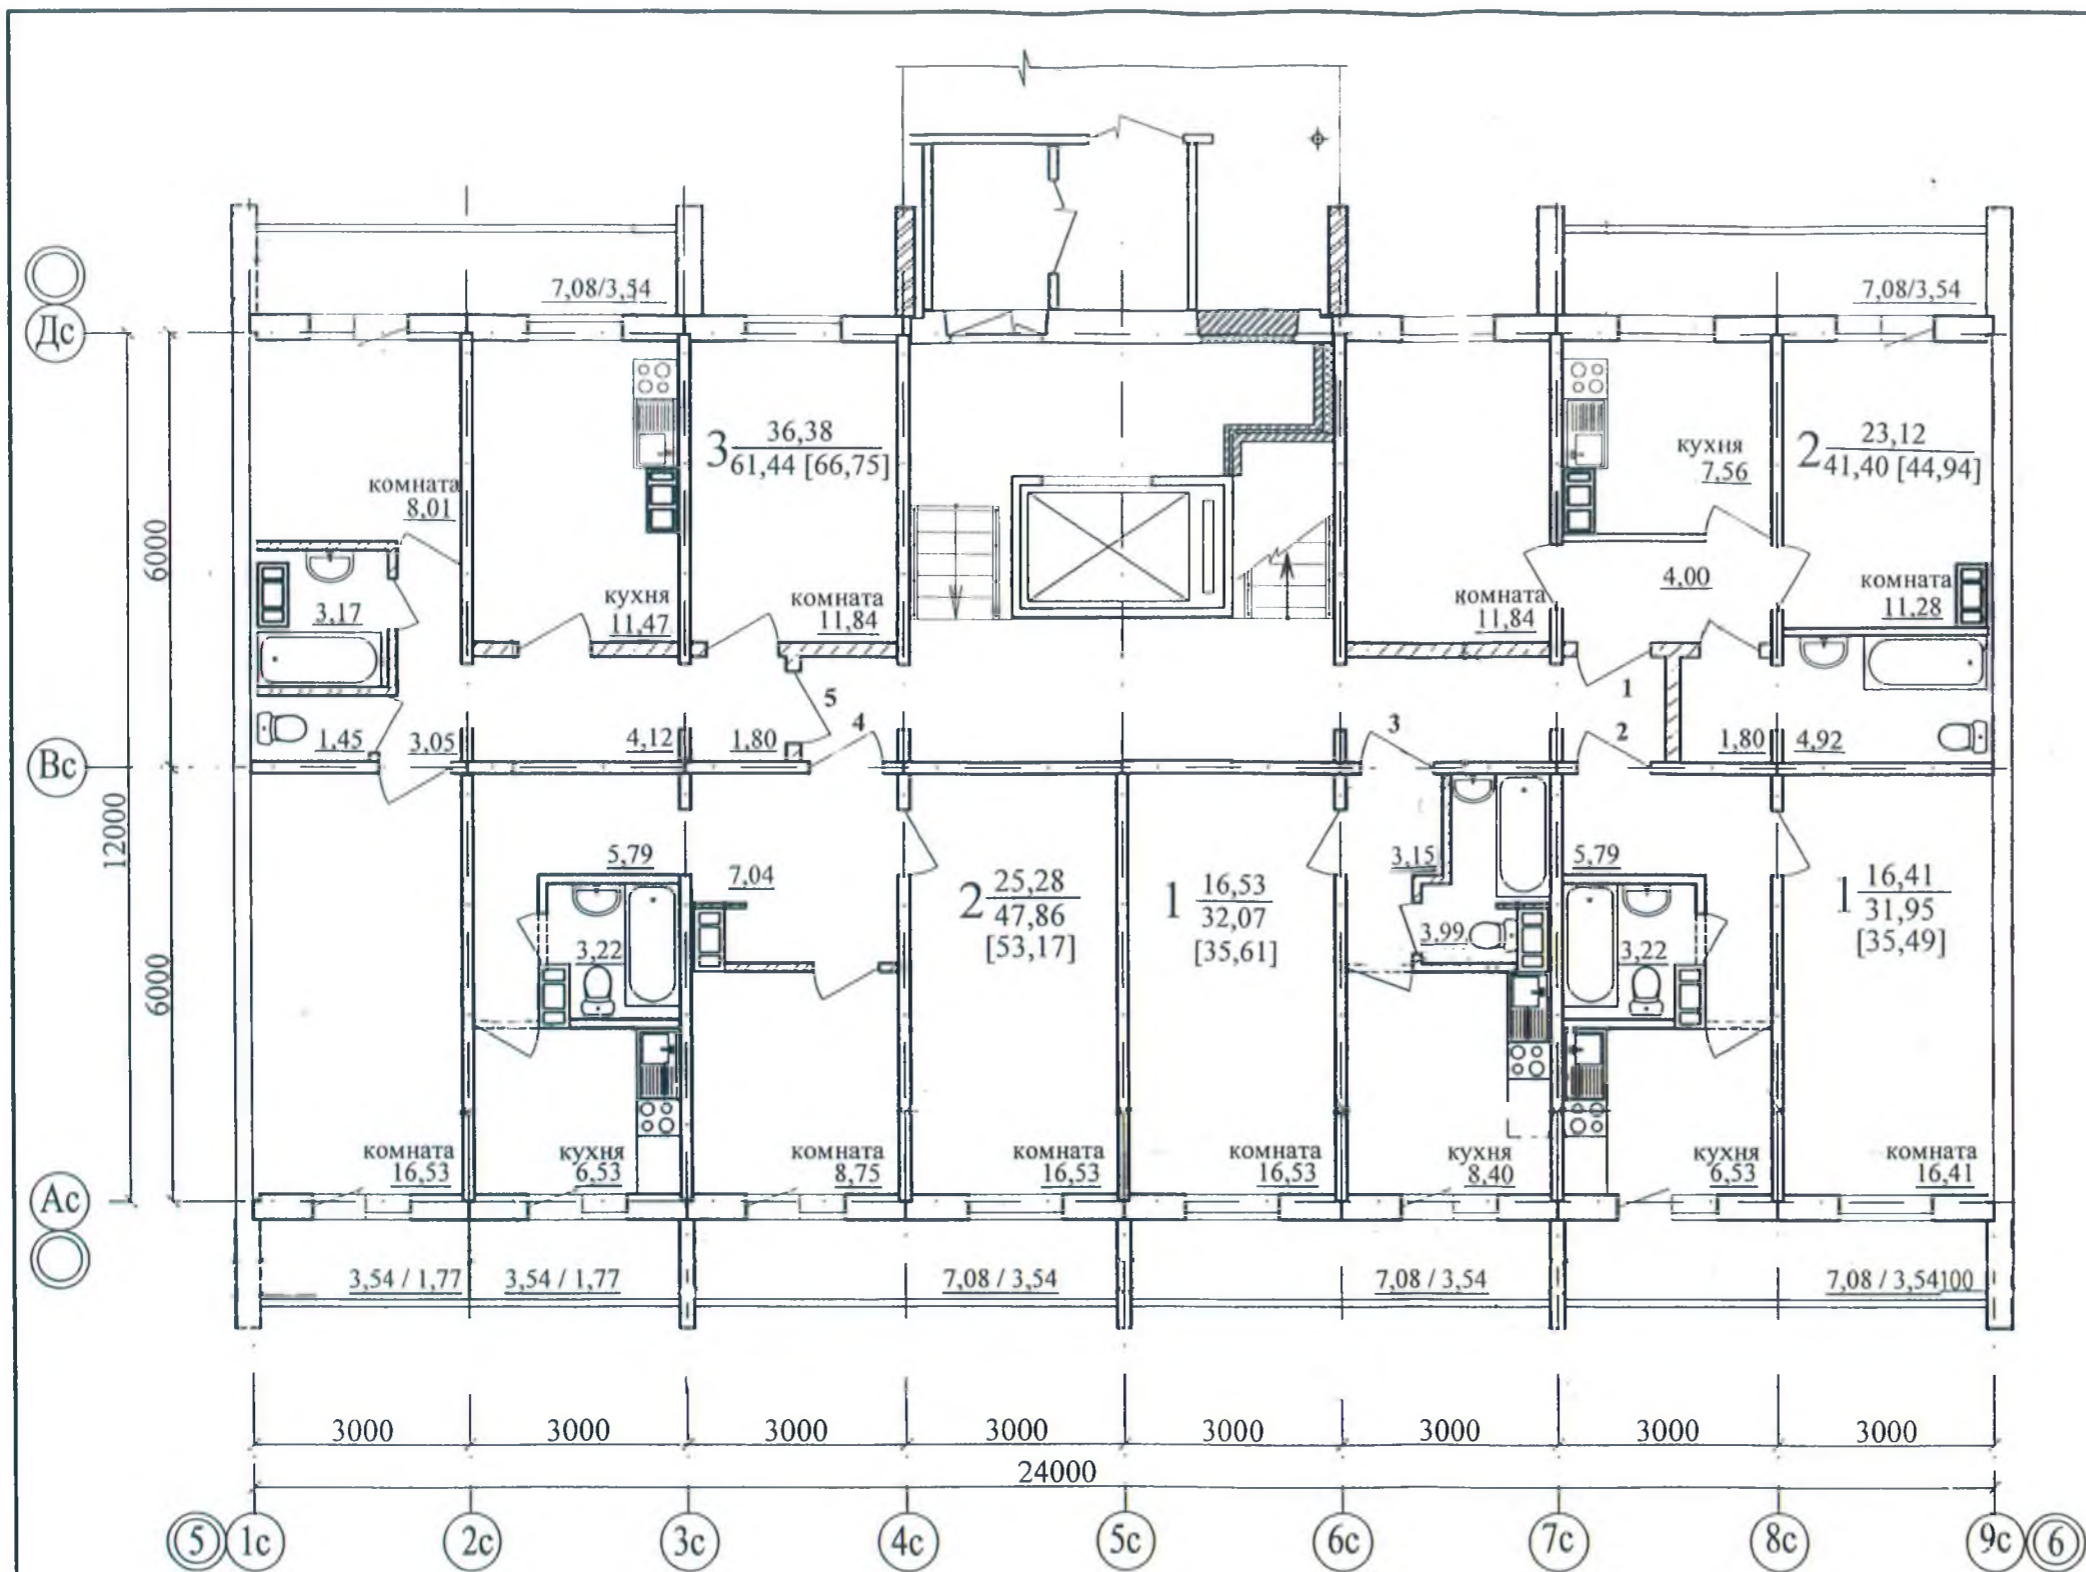 7,08/3,54
7,08/3,54
Дс
3
36,38
61,44 [66,75]
2
23,12
41,40 [44,94]
кухня
7,56
комната
8,01
6000
4,00
кухня
11,47
комната
11,84
комната
11,84
комната
11,28
3,17
5
4
3
1
2
1,45
3,05
4,12
1,80
1,80
4,92
Вс
12000
5,79
7,04
3,15
5,79
2
25,28
47,86
[53,17]
1
16,53
32,07
[35,61]
1
16,41
31,95
[35,49]
3,22
3,99
3,22
6000
комната
16,53
кухня
6,53
комната
8,75
комната
16,53
комната
16,53
кухня
8,40
кухня
6,53
комната
16,41
Ас
3,54 / 1,77
3,54 / 1,77
7,08 / 3,54
7,08 / 3,54
7,08 / 3,54
100
3000
3000
3000
3000
3000
3000
3000
3000
24000
5
1с
2с
3с
4с
5с
6с
7с
8с
9с
6